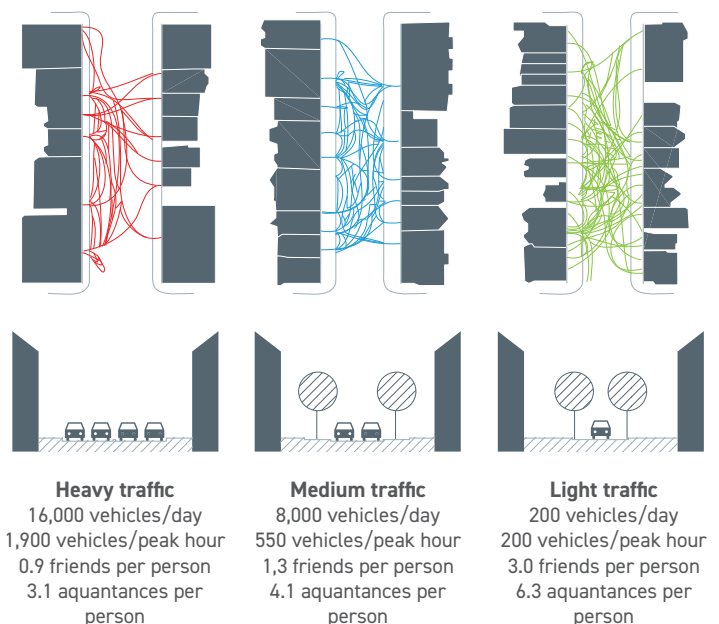 Heavy traffic
16,000 vehicles/day
1,900 vehicles/peak hour
0.9 friends per person
3.1 aquantances per
person
Medium traffic
8,000 vehicles/day
550 vehicles/peak hour
1,3 friends per person
4.1 aquantances per
person
Light traffic
200 vehicles/day
200 vehicles/peak hour
3.0 friends per person
6.3 aquantances per
person